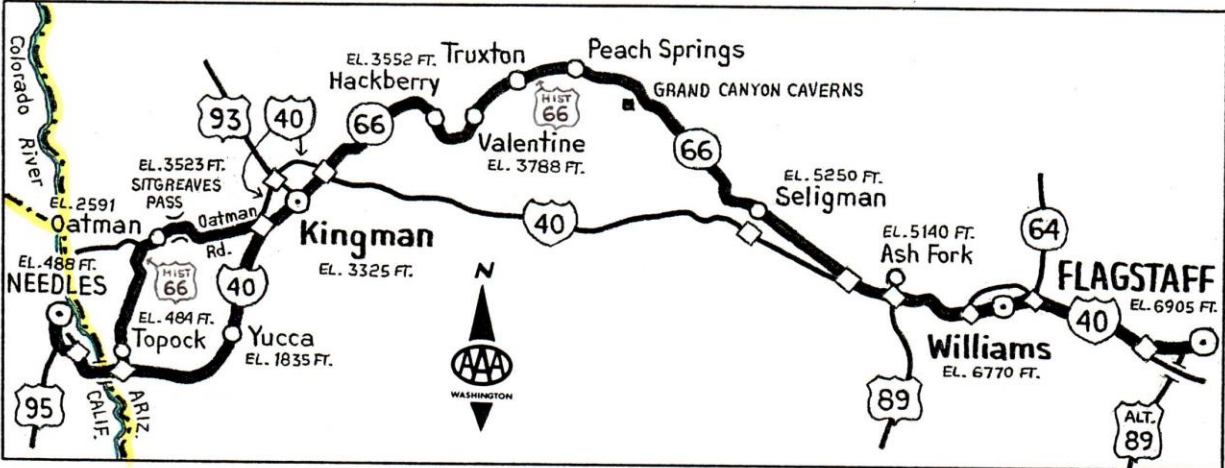 Colorado River
EL. 3552 FT.
Hackberry
Truxton
Peach Springs
GRAND CANYON CAVERNS
HIST
66
93
40
66
Valentine
EL. 3788 FT.
66
EL. 3523 FT.
SITGREAVES
PASS
EL. 2591
Oatman
Oatman
Rd.
Kingman
EL. 3325 FT.
40
EL. 5250 FT.
Seligman
64
EL. 5140 FT.
Ash Fork
EL. 488 FT.
NEEDLES
HIST
66
40
EL. 484 FT.
Topock
Yucca
EL. 1835 FT.
N
AAA
WASHINGTON
FLAGSTAFF
EL. 6905 FT.
40
Williams
EL. 6770 FT.
95
CALIF.
ARIZ.
89
ALT.
89